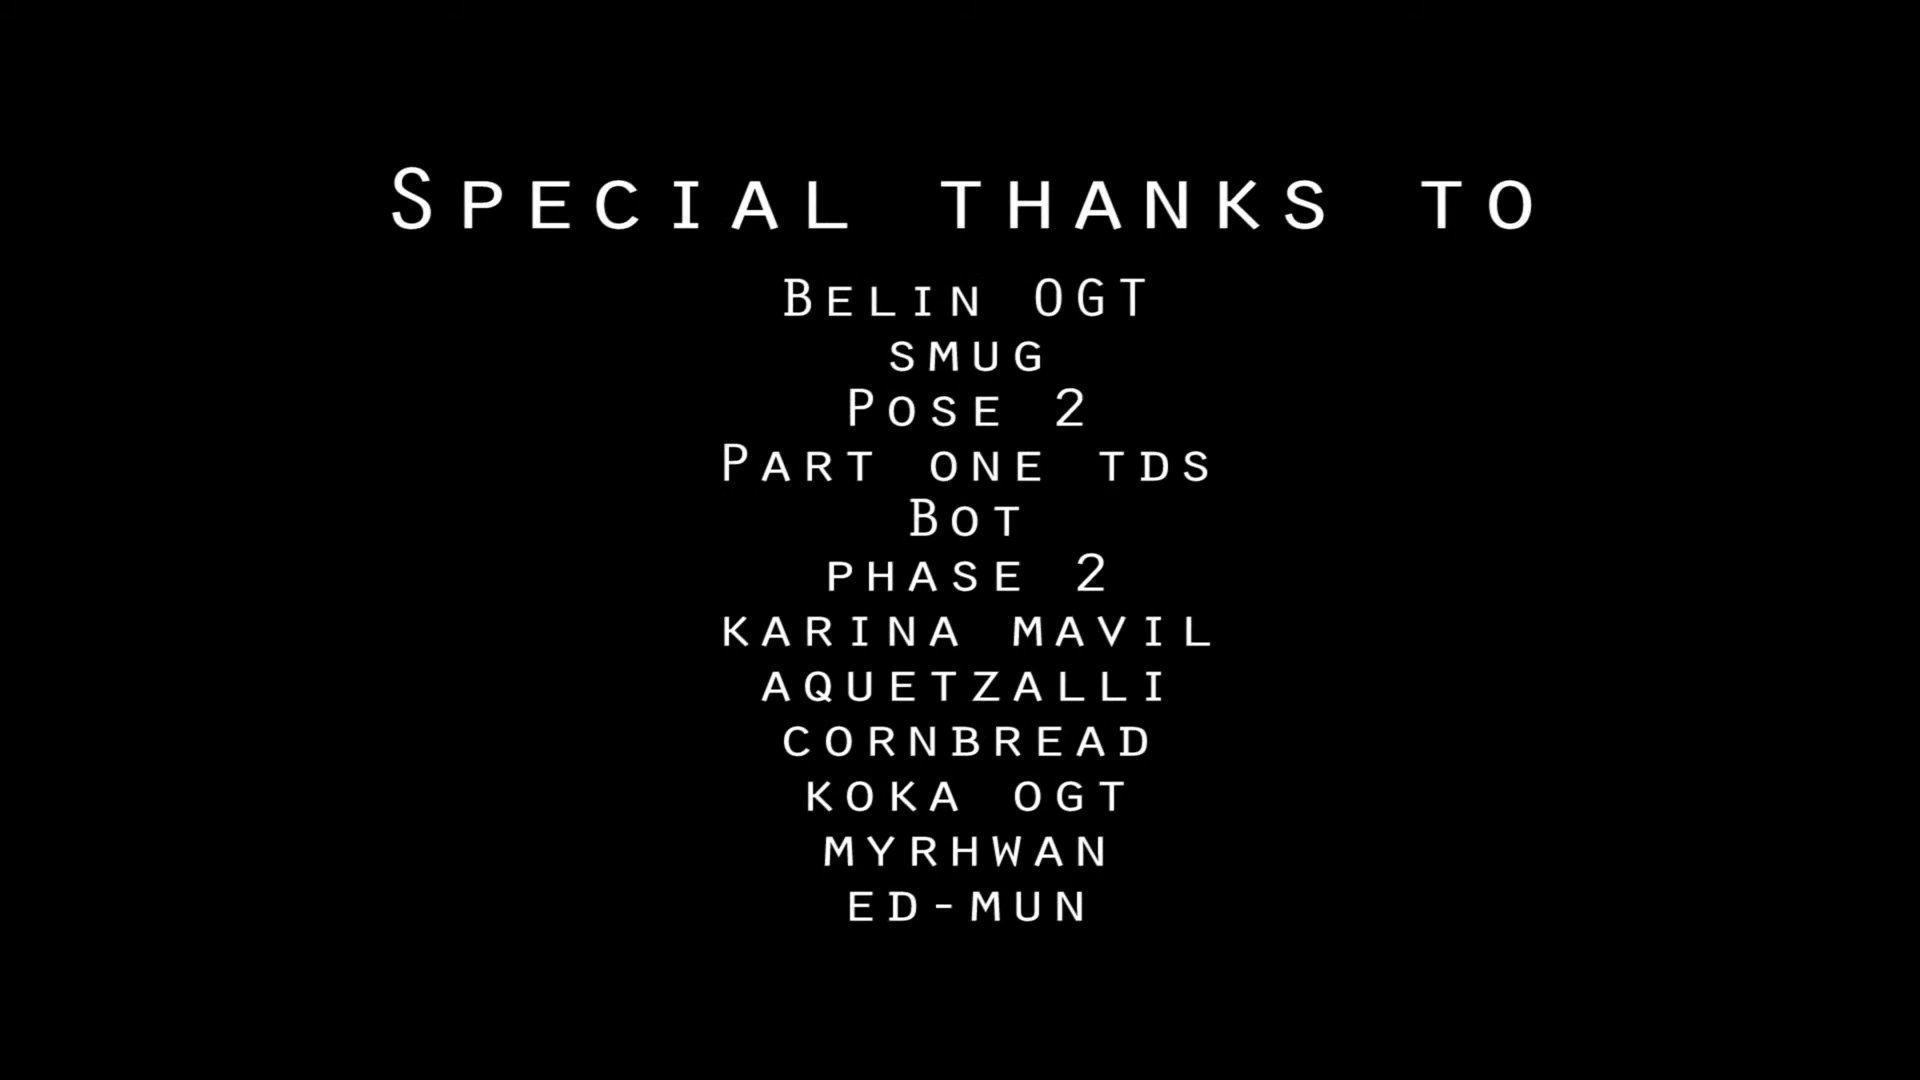 Special thanks to
Belin OGT
smug
Pose 2
Part one tds
Bot
phase 2
karina mavil
aquetzalli
cornbread
koka ogt
myrhwan
ed-mun